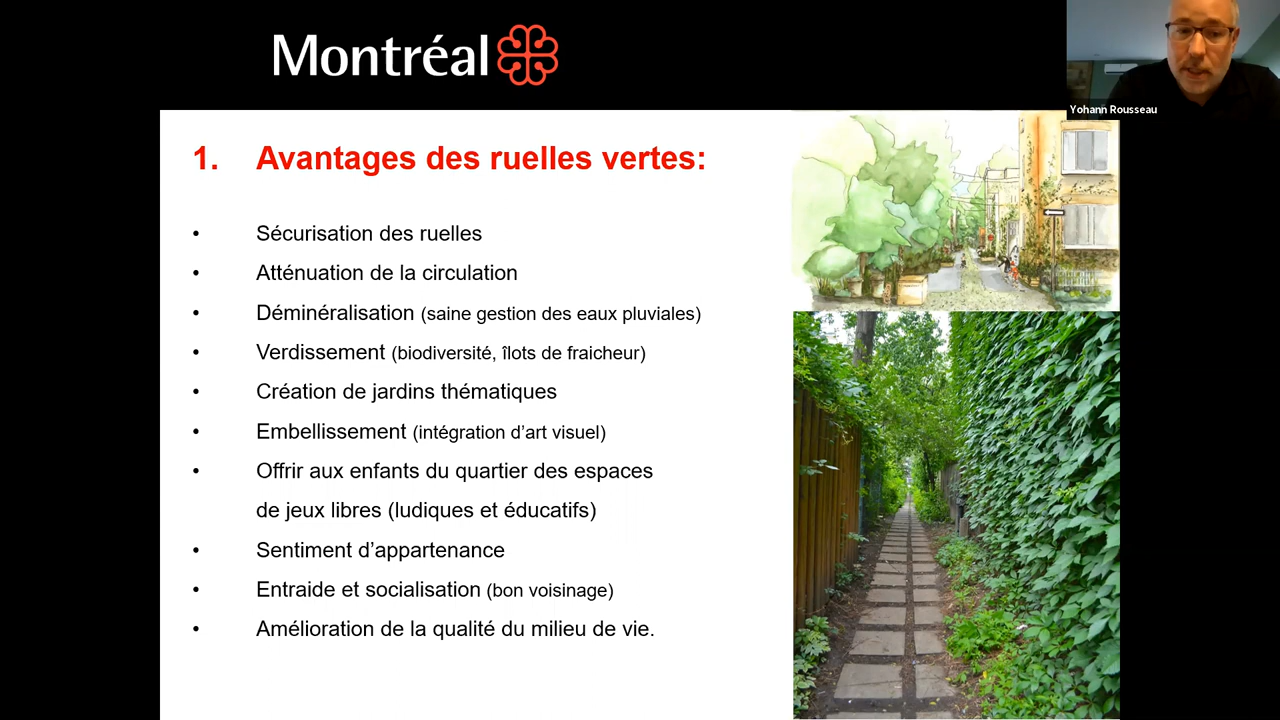 Montréal
Yohann Rousseau
1. Avantages des ruelles vertes:
• Sécurisation des ruelles
• Atténuation de la circulation
• Déminéralisation (saine gestion des eaux pluviales)
• Verdissement (biodiversité, îlots de fraicheur)
• Création de jardins thématiques
• Embellissement (intégration d’art visuel)
• Offrir aux enfants du quartier des espaces
de jeux libres (ludiques et éducatifs)
• Sentiment d’appartenance
• Entraide et socialisation (bon voisinage)
• Amélioration de la qualité du milieu de vie.